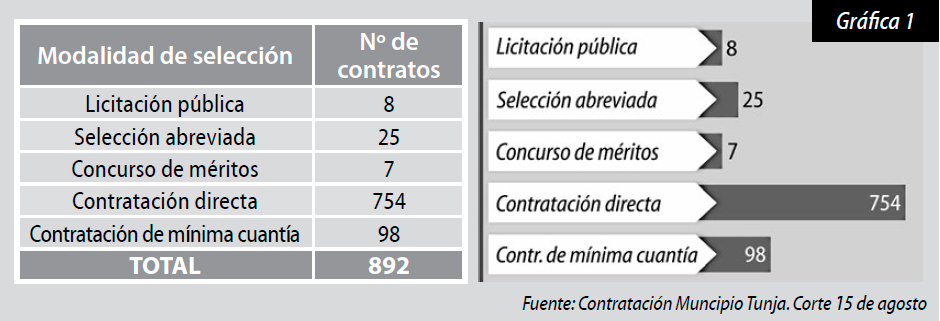 Gráfica 1
Modalidad de selección Nº de contratos
Licitación pública 8
Selección abreviada 25
Concurso de méritos 7
Contratación directa 754
Contratación de mínima cuantía 98
TOTAL 892
Licitación pública 8
Selección abreviada 25
Concurso de méritos 7
Contratación directa 754
Contr. de mínima cuantía 98
Fuente: Contratación Muncipio Tunja. Corte 15 de agosto